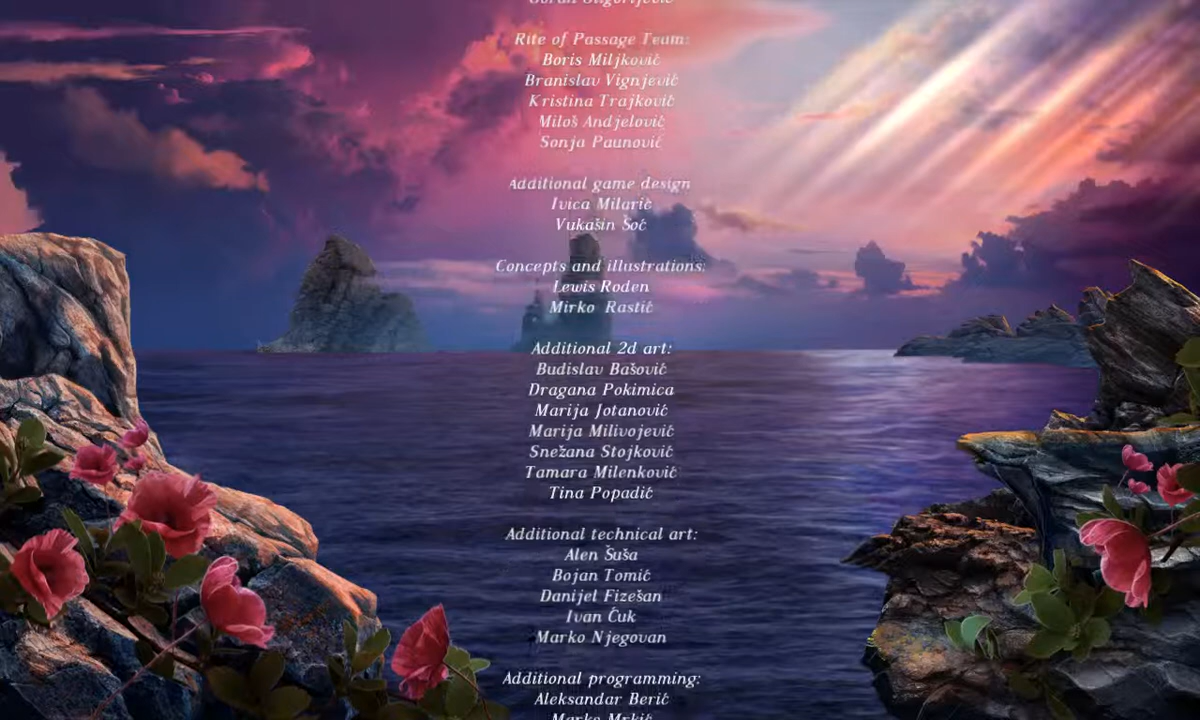 Rite of Passage Team:
Boris Miljković
Branislav Vignjević
Kristina Trajković
Miloš Andjelović
Sonja Paunović
Additional game design
Ivica Milarić
Vukašin Šoć
Concepts and illustrations:
Lewis Roden
Mirko Rastić
Additional 2d art:
Budislav Bašović
Dragana Pokimica
Marija Jotanović
Marija Milivojević
Snežana Stojković
Tamara Milenković
Tina Popadić
Additional technical art:
Alen Šuša
Bojan Tomić
Danijel Fizešan
Ivan Ćuk
Marko Njegovan
Additional programming:
Aleksandar Berić
Marko Mrkić